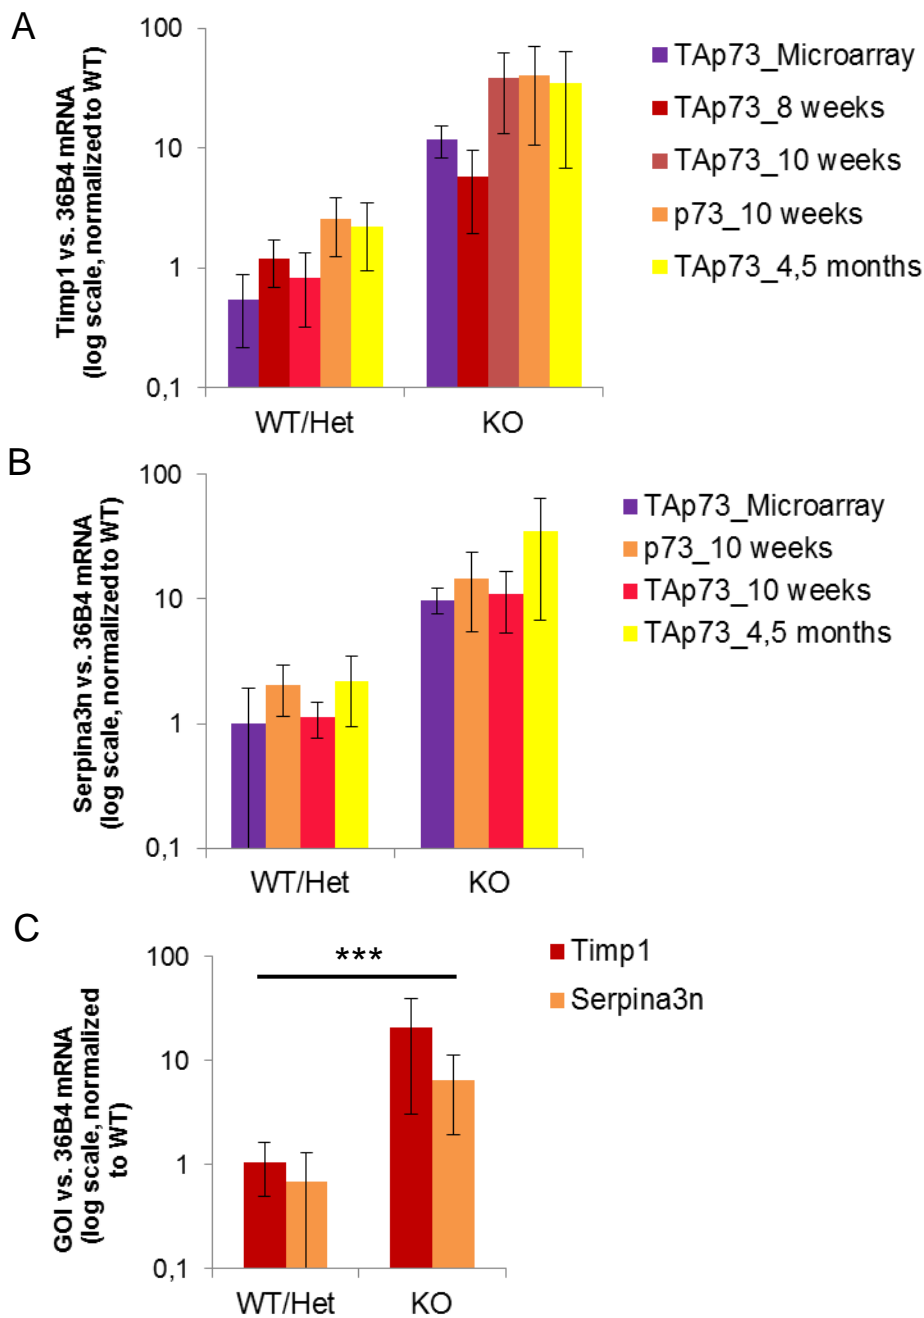 A
Timp1 vs. 36B4 mRNA
(log scale, normalized to WT)
100
10
1
0,1
WT/Het
KO
TAp73_Microarray
TAp73_8 weeks
TAp73_10 weeks
p73_10 weeks
TAp73_4,5 months
B
Serpina3n vs. 36B4 mRNA
(log scale, normalized to WT)
100
10
1
0,1
WT/Het
KO
TAp73_Microarray
p73_10 weeks
TAp73_10 weeks
TAp73_4,5 months
C
GOI vs. 36B4 mRNA
(log scale, normalized
to WT)
100
10
1
0,1
***
WT/Het
KO
Timp1
Serpina3n